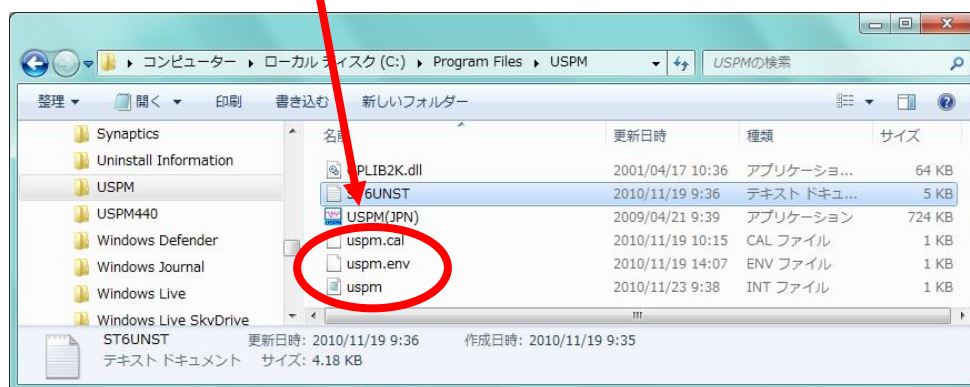 コンピューター ▸ ローカル ディスク (C:) ▸ Program Files ▸ USPM
USPMの検索
整理 ▼ 開く ▼ 印刷 書き込む 新しいフォルダー
Synaptics
Uninstall Information
USPM
USPM440
Windows Defender
Windows Journal
Windows Live
Windows Live SkyDrive
更新日時 種類 サイズ
2001/04/17 10:36 アプリケーショ... 64 KB
ST6UNST 2010/11/19 9:36 テキスト ドキュ... 5 KB
USPM(JPN) 2009/04/21 9:39 アプリケーション 724 KB
uspm.cal 2010/11/19 10:15 CAL ファイル 1 KB
uspm.env 2010/11/19 14:07 ENV ファイル 1 KB
uspm 2010/11/23 9:38 INT ファイル 1 KB
ST6UNST 更新日時: 2010/11/19 9:36 作成日時: 2010/11/19 9:35
テキスト ドキュメント サイズ: 4.18 KB